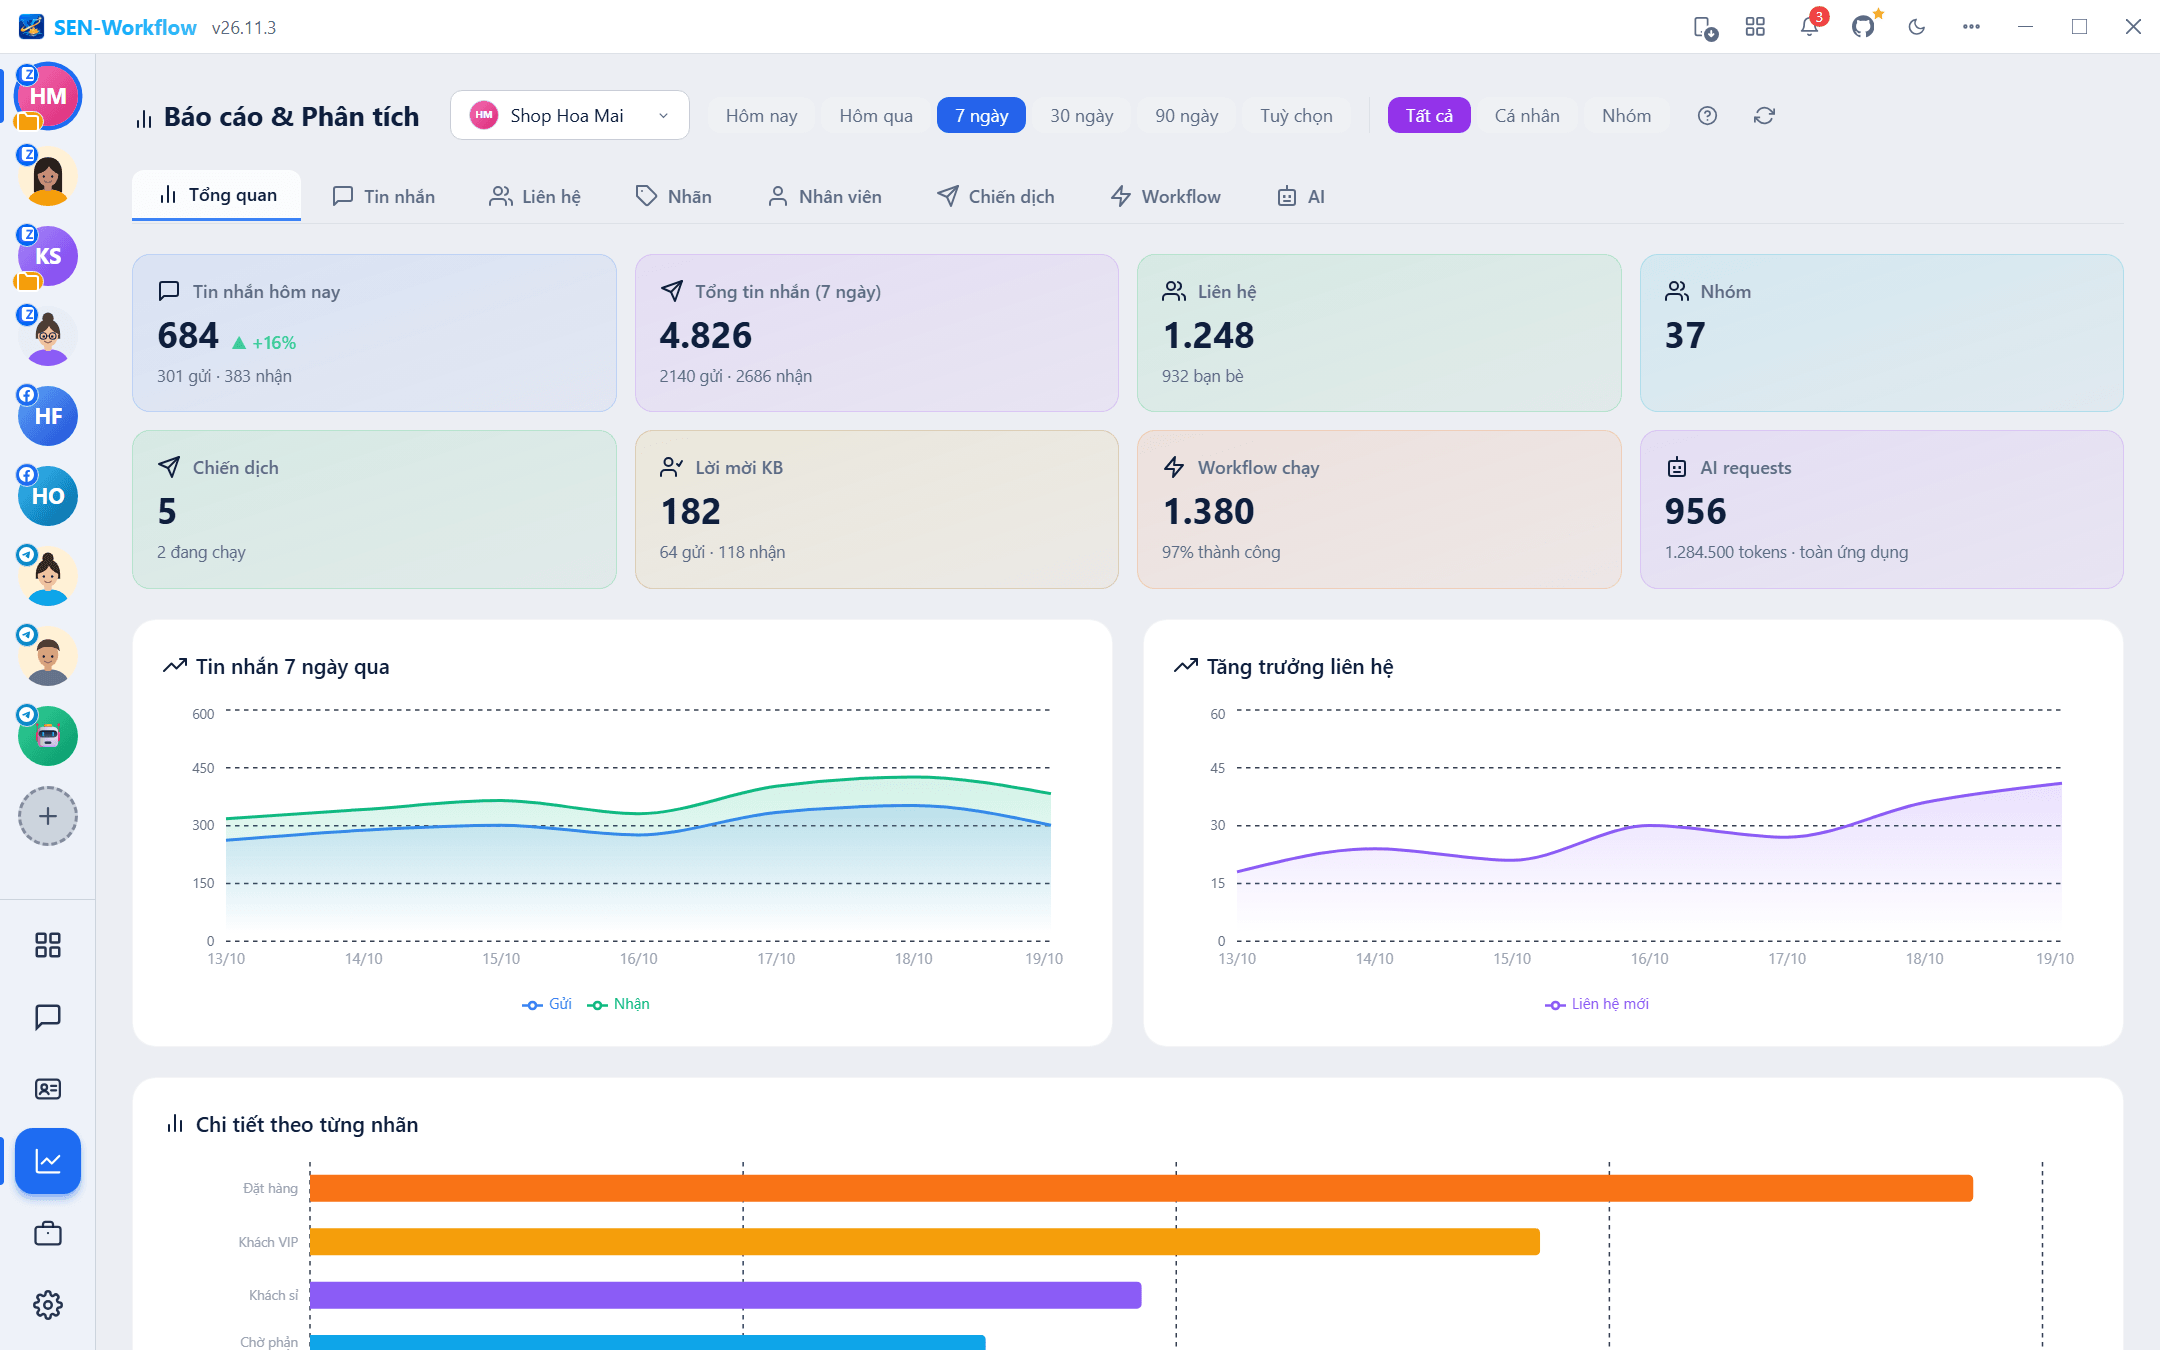 SEN-Workflow v26.11.3
3
HM
Z
Z
KS
Z
Z
HF
HO
Báo cáo & Phân tích
HM Shop Hoa Mai
Hôm nay Hôm qua 7 ngày 30 ngày 90 ngày Tuỳ chọn
Tất cả Cá nhân Nhóm
Tổng quan Tin nhắn Liên hệ Nhãn Nhân viên Chiến dịch Workflow AI
Tin nhắn hôm nay
684 ▲ +16%
301 gửi · 383 nhận
Tổng tin nhắn (7 ngày)
4.826
2140 gửi · 2686 nhận
Liên hệ
1.248
932 bạn bè
Nhóm
37
Chiến dịch
5
2 đang chạy
Lời mời KB
182
64 gửi · 118 nhận
Workflow chạy
1.380
97% thành công
AI requests
956
1.284.500 tokens · toàn ứng dụng
Tin nhắn 7 ngày qua
600
450
300
150
0
13/10 14/10 15/10 16/10 17/10 18/10 19/10
Gửi Nhận
Tăng trưởng liên hệ
60
45
30
15
0
13/10 14/10 15/10 16/10 17/10 18/10 19/10
Liên hệ mới
Chi tiết theo từng nhãn
Đặt hàng
Khách VIP
Khách sỉ
Chờ phản